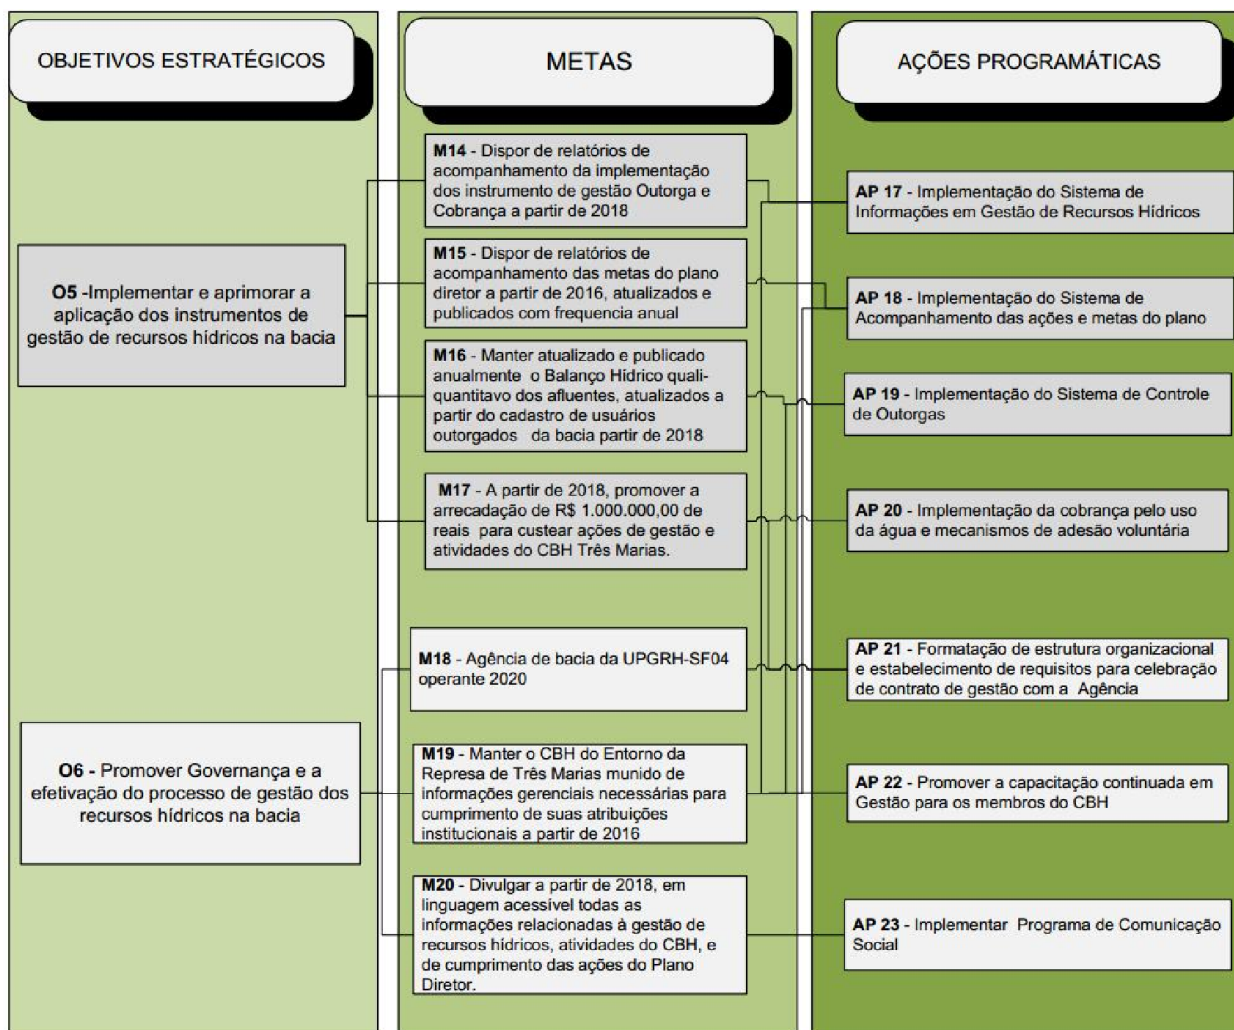 OBJETIVOS ESTRATÉGICOS
METAS
AÇÕES PROGRAMÁTICAS
O5 -Implementar e aprimorar a
aplicação dos instrumentos de
gestão de recursos hídricos na bacia
O6 - Promover Governança e a
efetivação do processo de gestão dos
recursos hídricos na bacia
M14 - Dispor de relatórios de
acompanhamento da implementação
dos instrumento de gestão Outorga e
Cobrança a partir de 2018
M15 – Dispor de relatórios de
acompanhamento das metas do plano
diretor a partir de 2016, atualizados e
publicados com frequencia anual
M16 - Manter atualizado e publicado
anualmente o Balanço Hídrico quali-
quantitavo dos afluentes, atualizados a
partir do cadastro de usuários
outorgados da bacia partir de 2018
M17 - A partir de 2018, promover a
arrecadação de R$ 1.000.000,00 de
reais para custear ações de gestão e
atividades do CBH Três Marias.
M18 - Agência de bacia da UPGRH-SF04
operante 2020
M19 - Manter o CBH do Entorno da
Represa de Três Marias munido de
informações gerenciais necessárias para
cumprimento de suas atribuições
institucionais a partir de 2016
M20 - Divulgar a partir de 2018, em
linguagem acessível todas as
informações relacionadas à gestão de
recursos hídricos, atividades do CBH, e
de cumprimento das ações do Plano
Diretor.
AP 17 - Implementação do Sistema de
Informações em Gestão de Recursos Hídricos
AP 18 - Implementação do Sistema de
Acompanhamento das ações e metas do plano
AP 19 - Implementação do Sistema de Controle
de Outorgas
AP 20 - Implementação da cobrança pelo uso
da água e mecanismos de adesão voluntária
AP 21 - Formatação de estrutura organizacional
e estabelecimento de requisitos para celebração
de contrato de gestão com a Agência
AP 22 - Promover a capacitação continuada em
Gestão para os membros do CBH
AP 23 - Implementar Programa de Comunicação
Social